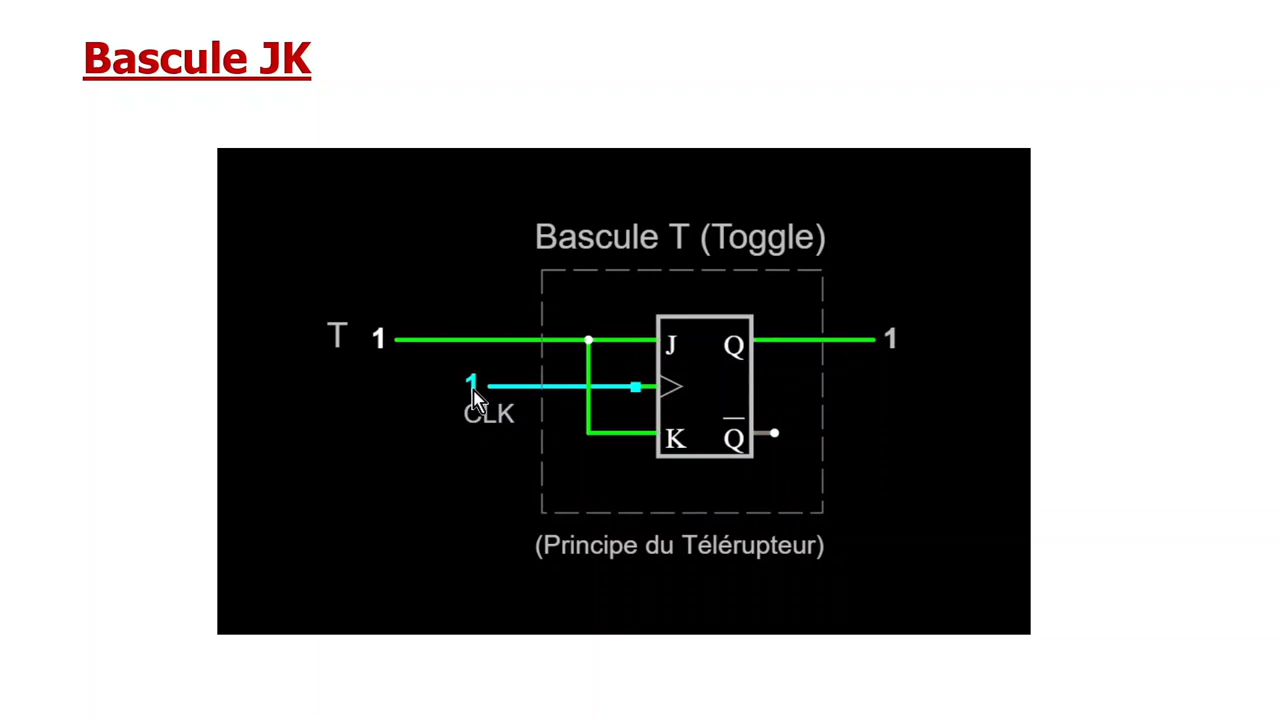 Bascule JK
Bascule T (Toggle)
T 1
J Q 1
1
CLK
K Q̅
(Principe du Télérupteur)